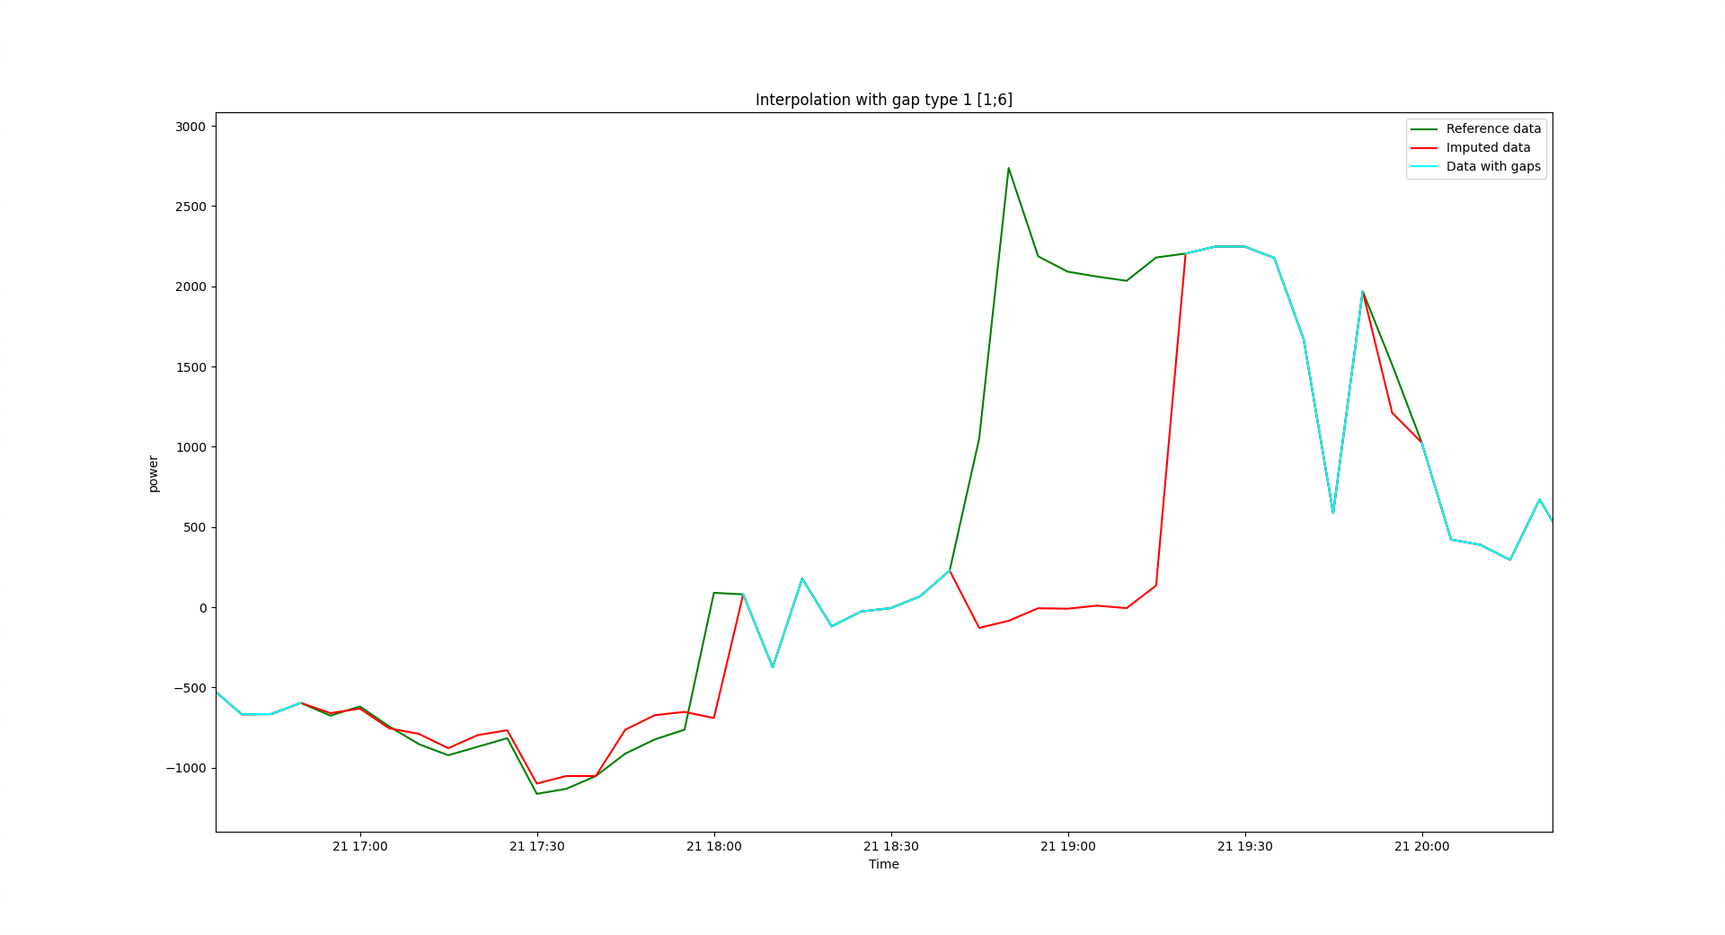 Interpolation with gap type 1 [1;6]
Reference data
Imputed data
Data with gaps
3000
2500
2000
1500
1000
500
0
−500
−1000
power
21 17:00
21 17:30
21 18:00
21 18:30
21 19:00
21 19:30
21 20:00
Time